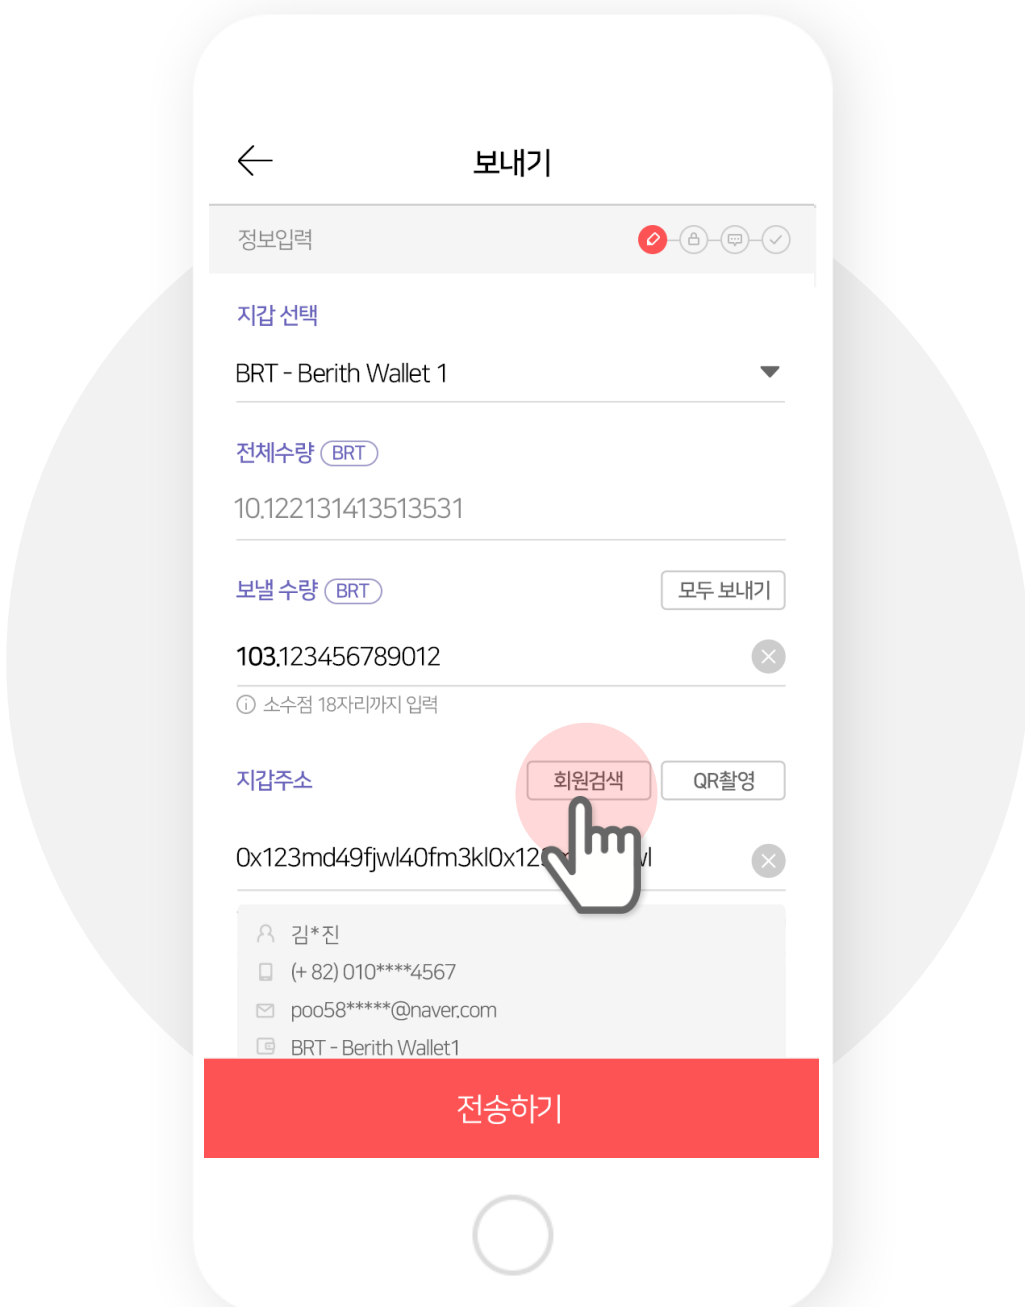 보내기
정보입력
지갑 선택
BRT - Berith Wallet 1
전체수량 BRT
10.122131413513531
보낼 수량 BRT 모두 보내기
103.123456789012
소수점 18자리까지 입력
지갑주소 회원검색 QR촬영
0x123md49fjwl40fm3kl0x12
김*진
(+ 82) 010****4567
poo58*****@naver.com
BRT - Berith Wallet1
전송하기